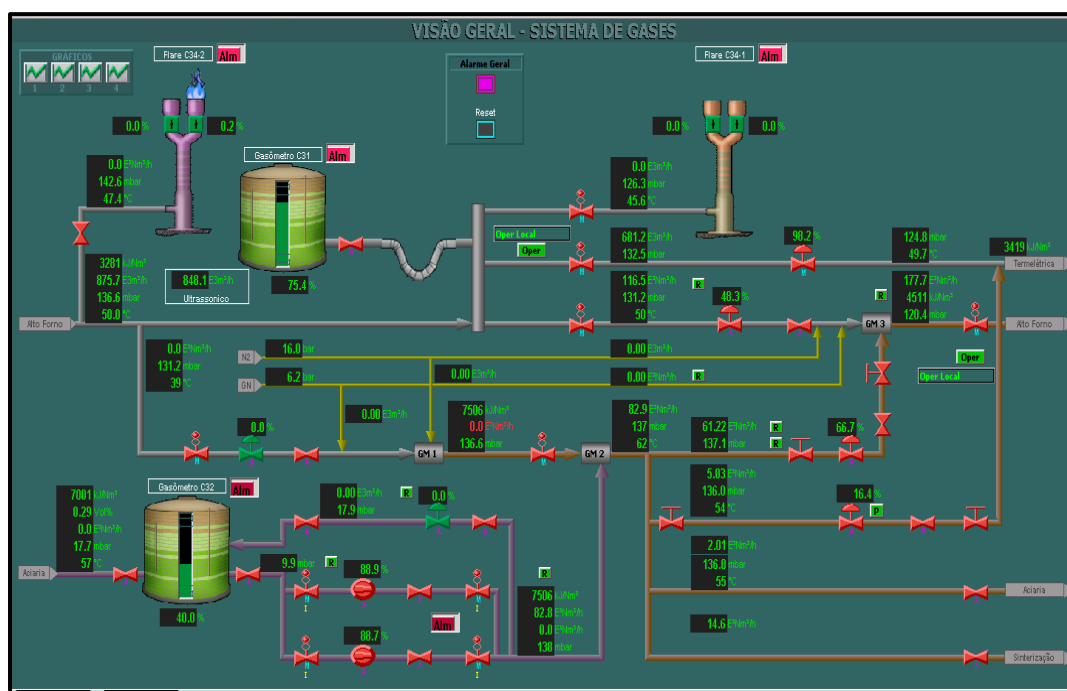 VISÃO GERAL - SISTEMA DE GASES
GRÁFICOS
1 2 3 4
Flare C34-2 Alm
Alarme Geral
Reset
Flare C34-1 Alm
0.0 % 0.2 %
0.0 % 0.0 %
Gasômetro C31 Alm
0.0 E³Nm³/h
142.6 mbar
47.4 °C
0.0 E3m³/h
126.3 mbar
45.6 °C
Oper Local
Oper
681.2 E3m³/h
132.5 mbar
98.2 %
124.8 mbar
49.7 °C
3419 kJ/Nm³
Termelétrica
3281 kJ/Nm³
875.7 E3m³/h
136.6 mbar
50.0 °C
848.1 E3m³/h
Ultrassonico
75.4 %
116.5 E3m³/h
131.2 mbar
50 °C
R
48.3 %
R
177.7 E³Nm³/h
4511 kJ/Nm³
120.4 mbar
Alto Forno
M
GM 3
M
Alto Forno
0.0 E³Nm³/h
131.2 mbar
39 °C
N2 16.0 bar
0.00 E3m³/h
GN 6.2 bar
0.00 E3m³/h
0.00 E³Nm³/h R
Oper
Oper Local
0.00 E3m³/h
7506 kJ/Nm³
0.0 E³Nm³/h
136.6 mbar
82.9 E³Nm³/h
137 mbar
62 °C
61.22 E³Nm³/h R
137.1 mbar R
66.7 %
0.0 %
GM 1
GM 2
5.03 E³Nm³/h
136.0 mbar
54 °C
16.4 %
P
Gasômetro C32 Alm
7001 kJ/Nm³
0.29 Vol%
0.0 E³Nm³/h
17.7 mbar
57 °C
0.00 E3m³/h R
17.9 mbar
0.0 %
Aciaria
9.9 mbar R
88.9 %
R
2.01 E³Nm³/h
136.0 mbar
55 °C
Aciaria
40.0 %
Alm
7506 kJ/Nm³
82.8 E³Nm³/h
0.0 E³Nm³/h
138 mbar
88.7 %
14.6 E³Nm³/h
Sinterização